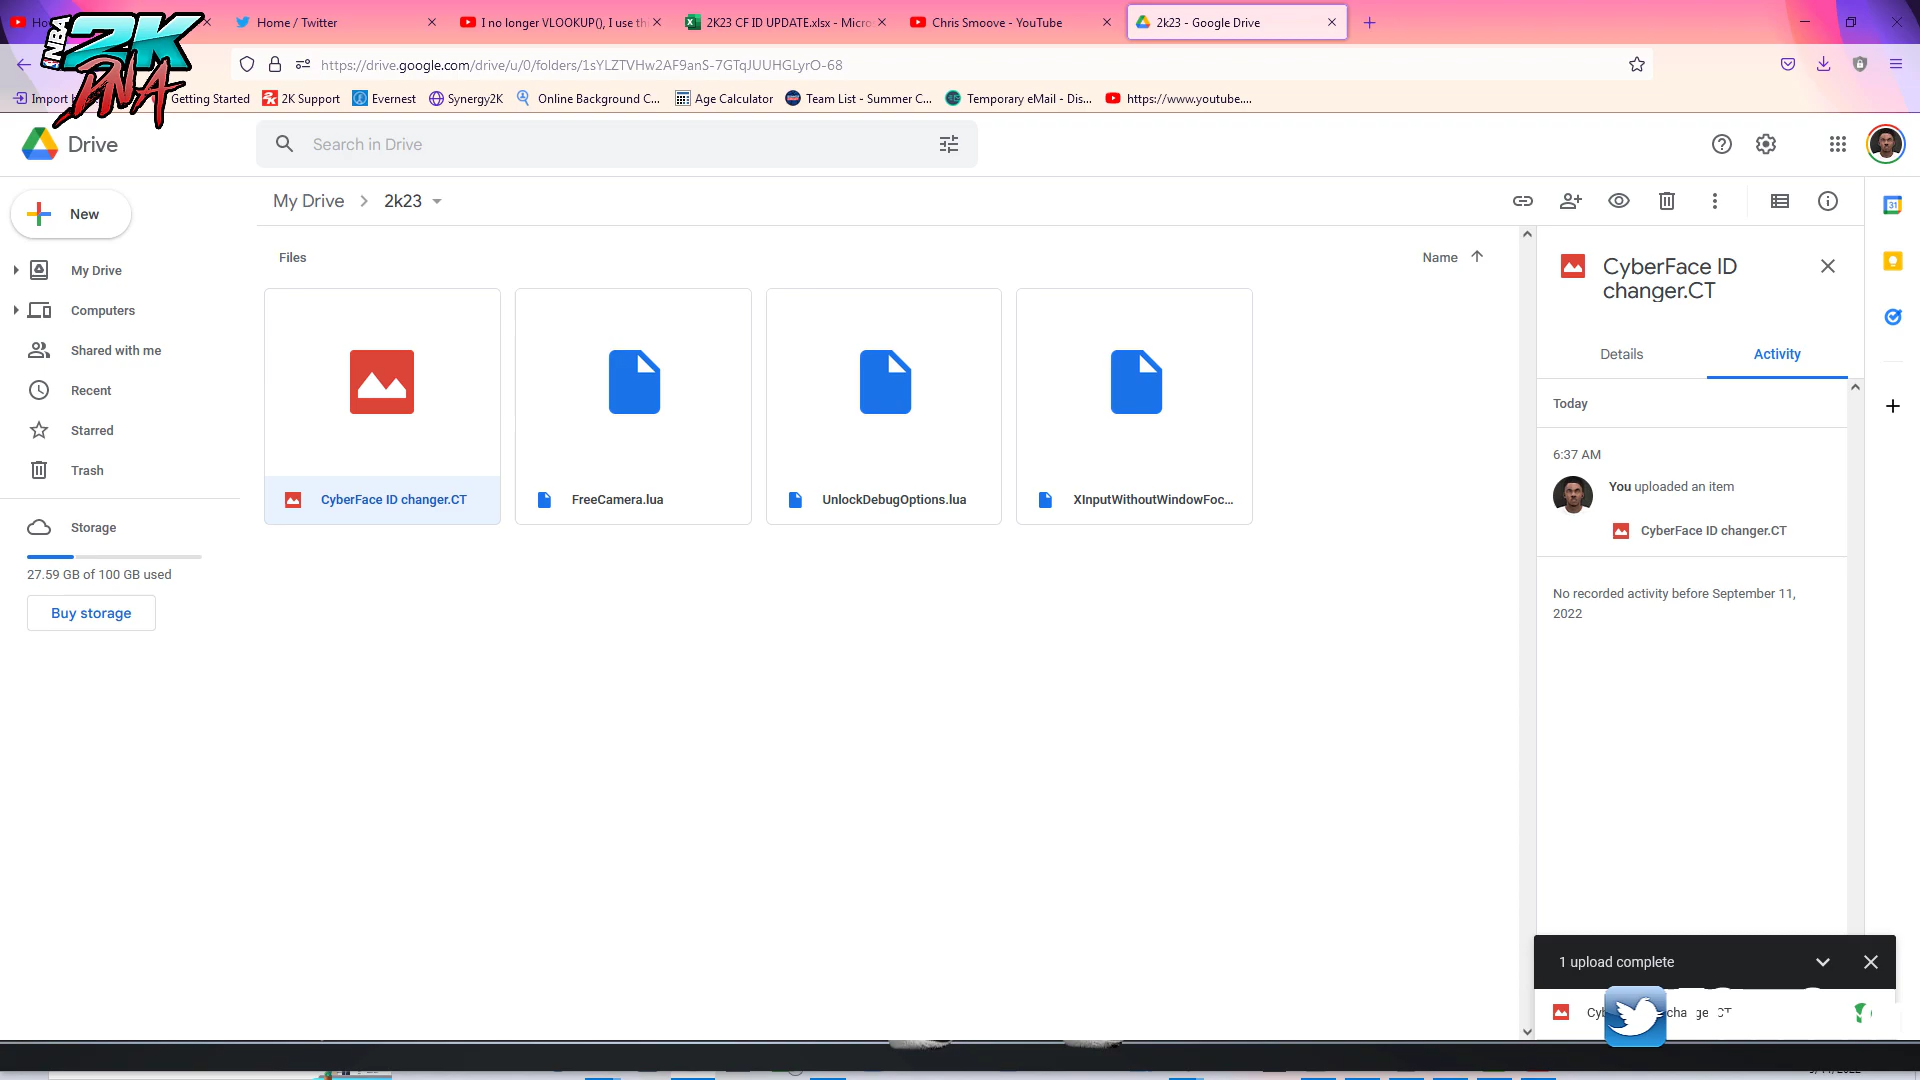 Home / Twitter
I no longer VLOOKUP(), I use th
2K23 CF ID UPDATE.xlsx - Micro
Chris Smoove - YouTube
2k23 - Google Drive
NBA 2K DNA
https://drive.google.com/drive/u/0/folders/1sYLZTVHw2AF9anS-7GTqJUUHGLyrO-68
Import
Getting Started
2K Support
Evernest
Synergy2K
Online Background C...
Age Calculator
Team List - Summer C...
Temporary eMail - Dis...
https://www.youtube....
Drive
Search in Drive
New
My Drive
Computers
Shared with me
Recent
Starred
Trash
Storage
27.59 GB of 100 GB used
Buy storage
My Drive > 2k23
Files
Name
CyberFace ID changer.CT
FreeCamera.lua
UnlockDebugOptions.lua
XInputWithoutWindowFoc...
CyberFace ID
changer.CT
Details
Activity
Today
6:37 AM
You uploaded an item
CyberFace ID changer.CT
No recorded activity before September 11,
2022
31
1 upload complete